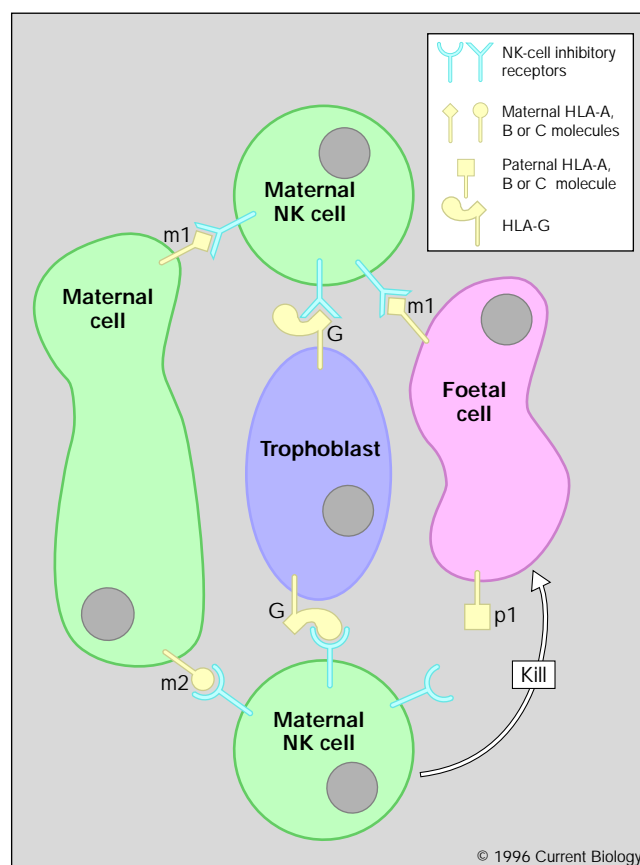 NK-cell inhibitory
receptors
Maternal HLA-A,
B or C molecules
Paternal HLA-A,
B or C molecule
HLA-G
Maternal
NK cell
m1
Maternal
cell
m1
G
Foetal
cell
Trophoblast
G
p1
Kill
m2
Maternal
NK cell
© 1996 Current Biology